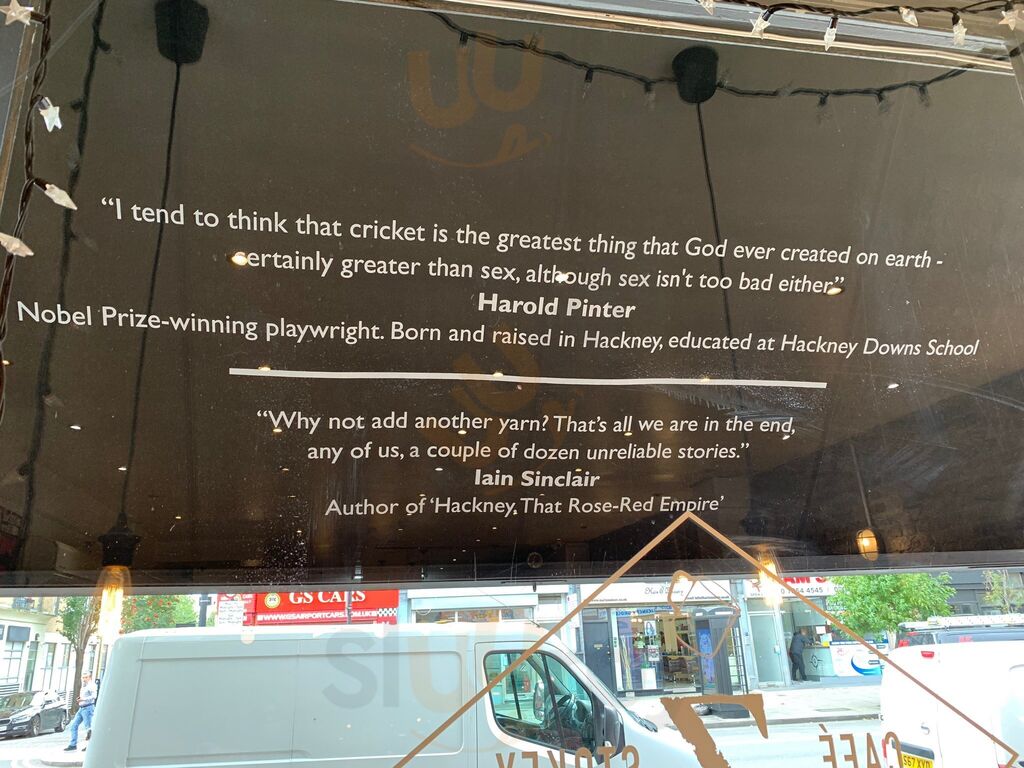 “I tend to think that cricket is the greatest thing that God ever created on earth -
certainly greater than sex, although sex isn't too bad either”
Harold Pinter
Nobel Prize-winning playwright. Born and raised in Hackney, educated at Hackney Downs School
“Why not add another yarn? That’s all we are in the end,
any of us, a couple of dozen unreliable stories.”
Iain Sinclair
Author of ‘Hackney, That Rose-Red Empire’
GS CARS
STOKEY
CAFÉ